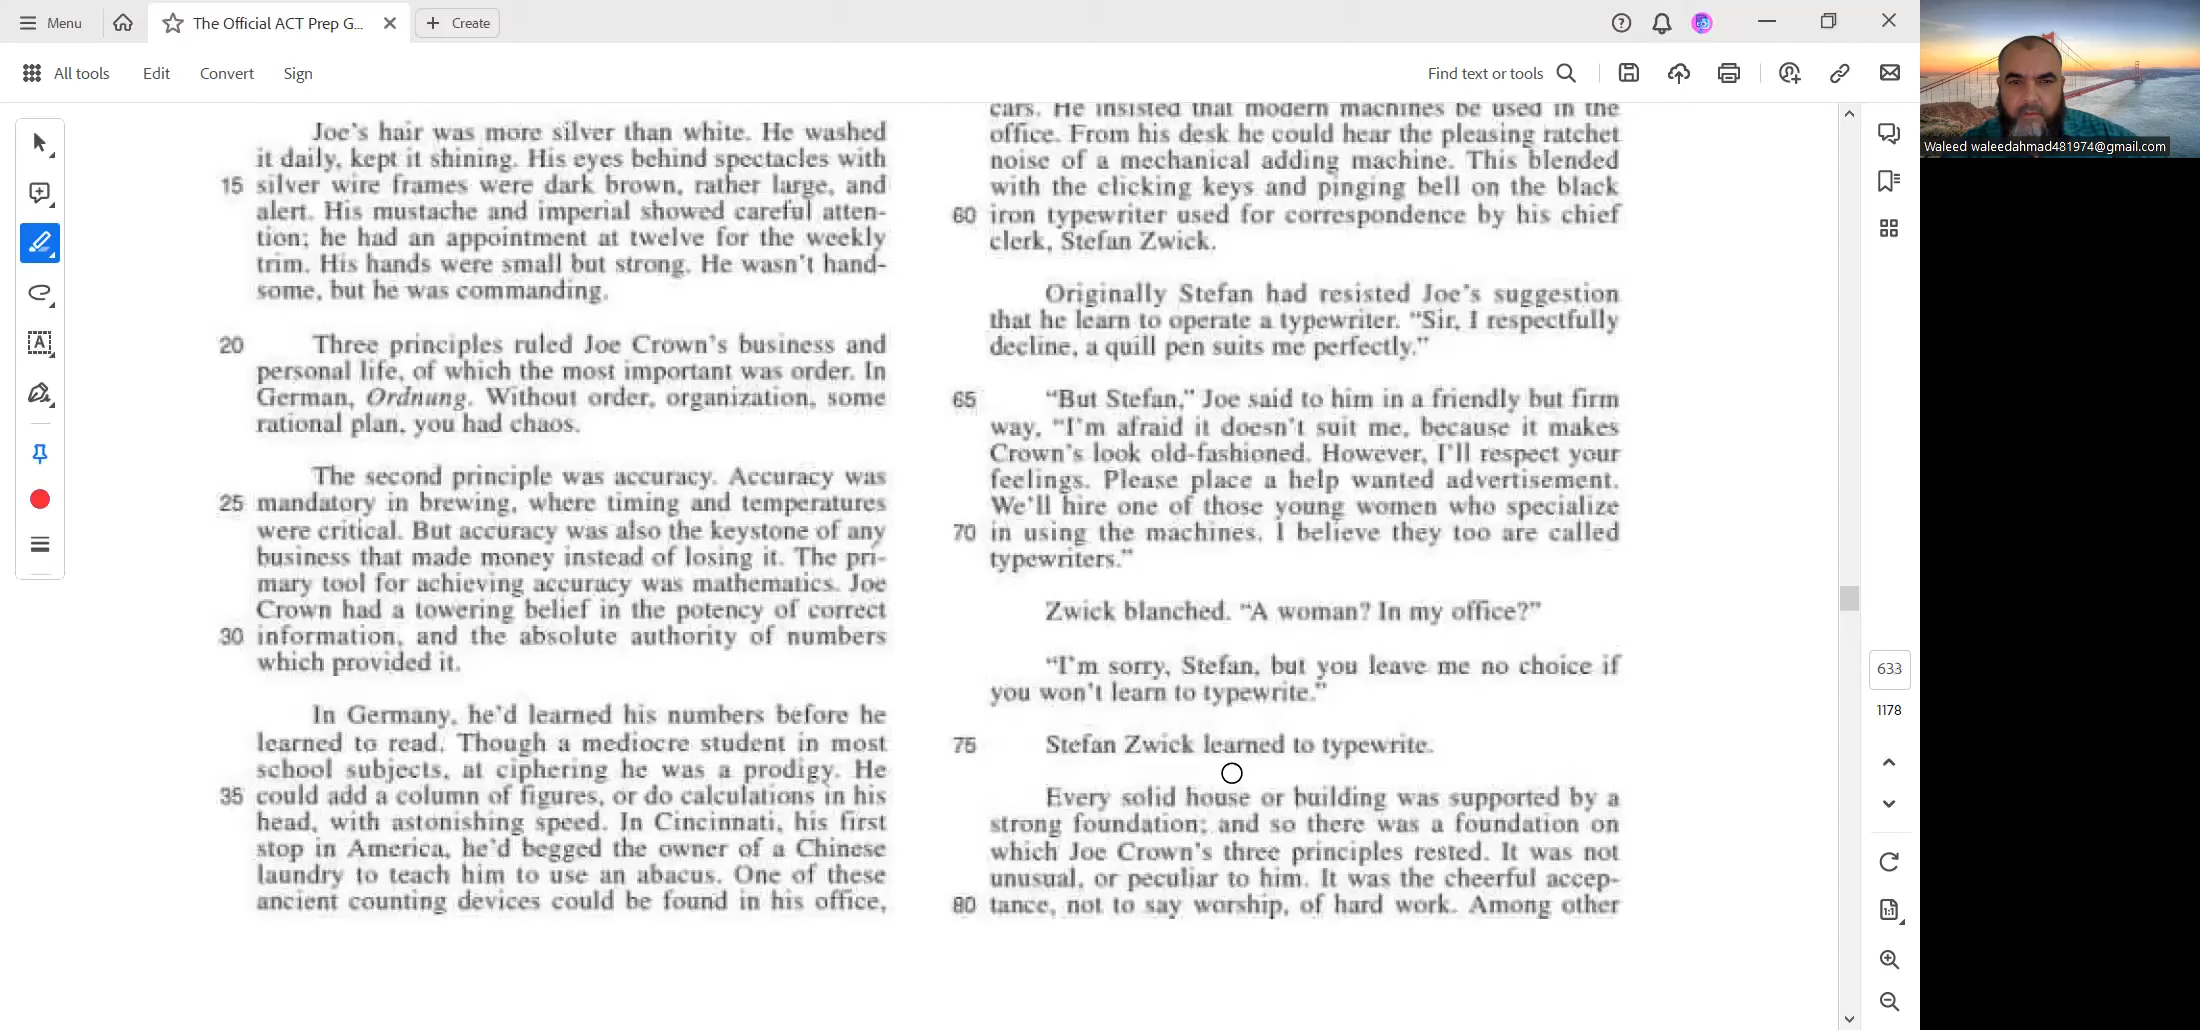 Menu
The Official ACT Prep G...
Create
All tools
Edit
Convert
Sign
Find text or tools
Joe's hair was more silver than white. He washed
it daily, kept it shining. His eyes behind spectacles with
15 silver wire frames were dark brown, rather large, and
alert. His mustache and imperial showed careful atten-
tion; he had an appointment at twelve for the weekly
trim. His hands were small but strong. He wasn't hand-
some, but he was commanding.
20 Three principles ruled Joe Crown's business and
personal life, of which the most important was order. In
German, Ordnung. Without order, organization, some
rational plan, you had chaos.
The second principle was accuracy. Accuracy was
25 mandatory in brewing, where timing and temperatures
were critical. But accuracy was also the keystone of any
business that made money instead of losing it. The pri-
mary tool for achieving accuracy was mathematics. Joe
Crown had a towering belief in the potency of correct
30 information, and the absolute authority of numbers
which provided it.
In Germany, he'd learned his numbers before he
learned to read. Though a mediocre student in most
school subjects, at ciphering he was a prodigy. He
35 could add a column of figures, or do calculations in his
head, with astonishing speed. In Cincinnati, his first
stop in America, he'd begged the owner of a Chinese
laundry to teach him to use an abacus. One of these
ancient counting devices could be found in his office,
cars. He insisted that modern machines be used in the
office. From his desk he could hear the pleasing ratchet
noise of a mechanical adding machine. This blended
with the clicking keys and pinging bell on the black
60 iron typewriter used for correspondence by his chief
clerk, Stefan Zwick.
Originally Stefan had resisted Joe's suggestion
that he learn to operate a typewriter. "Sir, I respectfully
decline, a quill pen suits me perfectly."
65 "But Stefan," Joe said to him in a friendly but firm
way, "I'm afraid it doesn't suit me, because it makes
Crown's look old-fashioned. However, I'll respect your
feelings. Please place a help wanted advertisement.
We'll hire one of those young women who specialize
70 in using the machines. I believe they too are called
typewriters."
Zwick blanched. "A woman? In my office?"
"I'm sorry, Stefan, but you leave me no choice if
you won't learn to typewrite."
75 Stefan Zwick learned to typewrite.
Every solid house or building was supported by a
strong foundation; and so there was a foundation on
which Joe Crown's three principles rested. It was not
unusual, or peculiar to him. It was the cheerful accep-
80 tance, not to say worship, of hard work. Among other
633
1178
1:1
Waleed waleedahmad481974@gmail.com